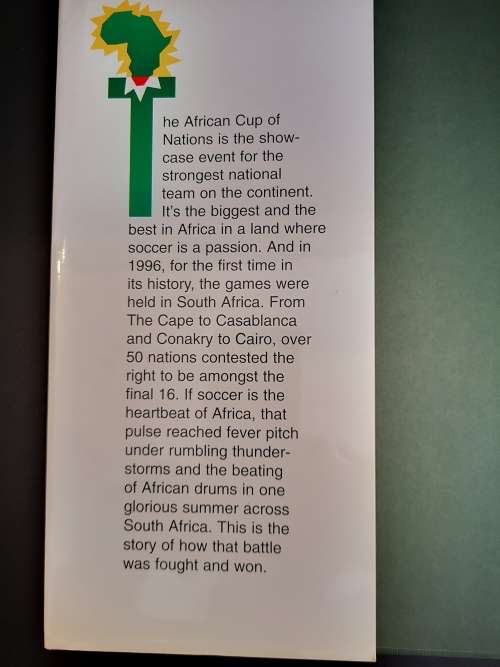 The African Cup of
Nations is the show-
case event for the
strongest national
team on the continent.
It's the biggest and the
best in Africa in a land where
soccer is a passion. And in
1996, for the first time in
its history, the games were
held in South Africa. From
The Cape to Casablanca
and Conakry to Cairo, over
50 nations contested the
right to be amongst the
final 16. If soccer is the
heartbeat of Africa, that
pulse reached fever pitch
under rumbling thunder-
storms and the beating
of African drums in one
glorious summer across
South Africa. This is the
story of how that battle
was fought and won.